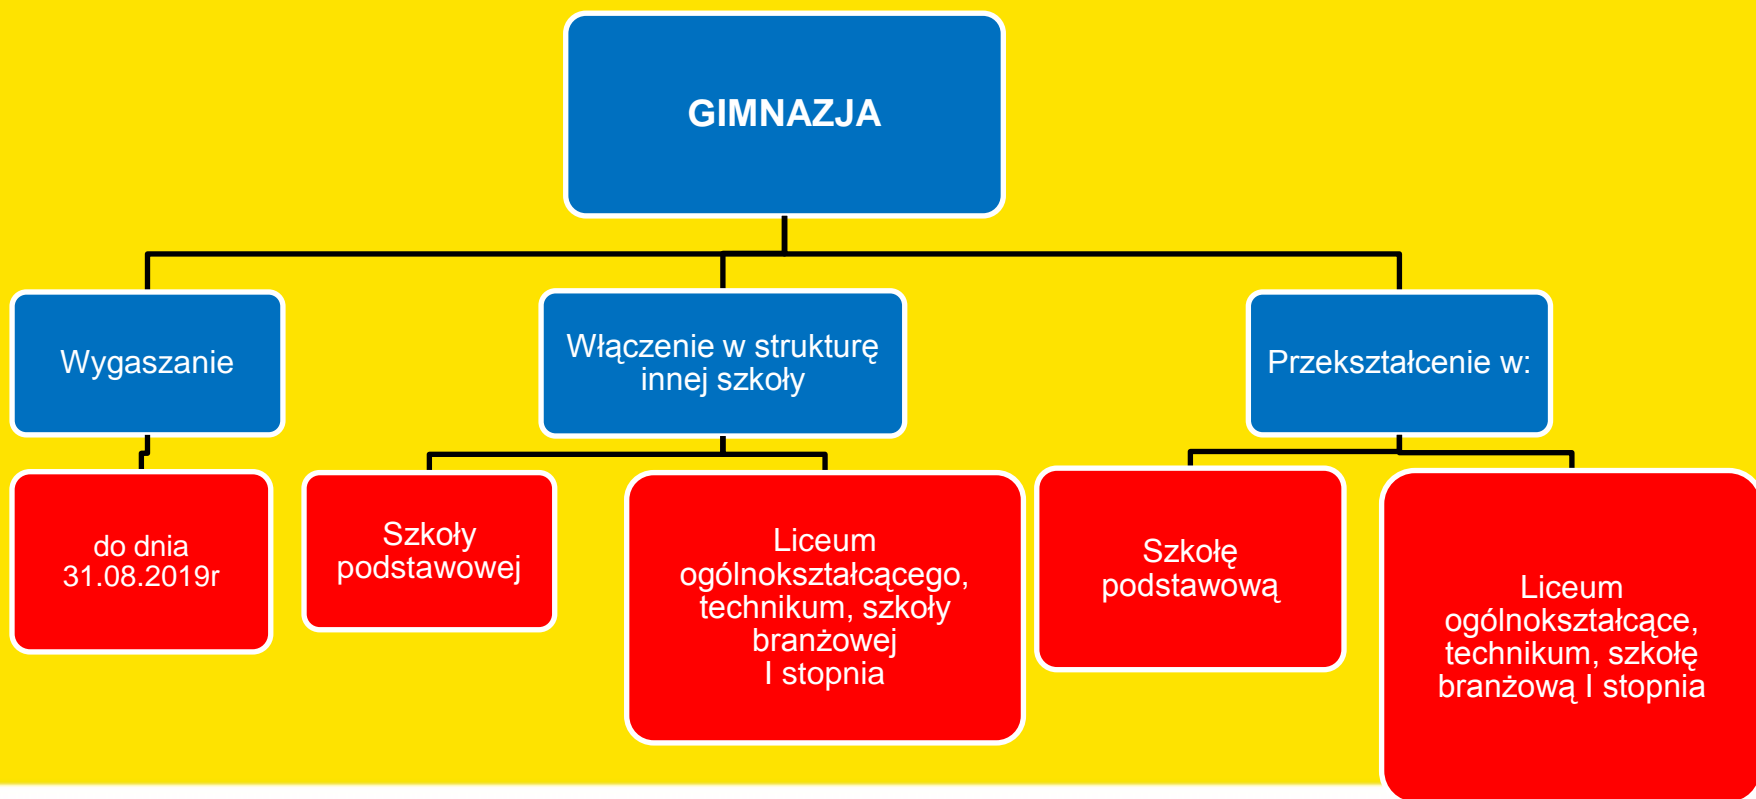 GIMNAZJA
Wygaszanie
Włączenie w strukturę
innej szkoły
Przekształcenie w:
do dnia
31.08.2019r
Szkoły
podstawowej
Liceum
ogólnokształcącego,
technikum, szkoły
branżowej
I stopnia
Szkołę
podstawową
Liceum
ogólnokształcące,
technikum, szkołę
branżową I stopnia